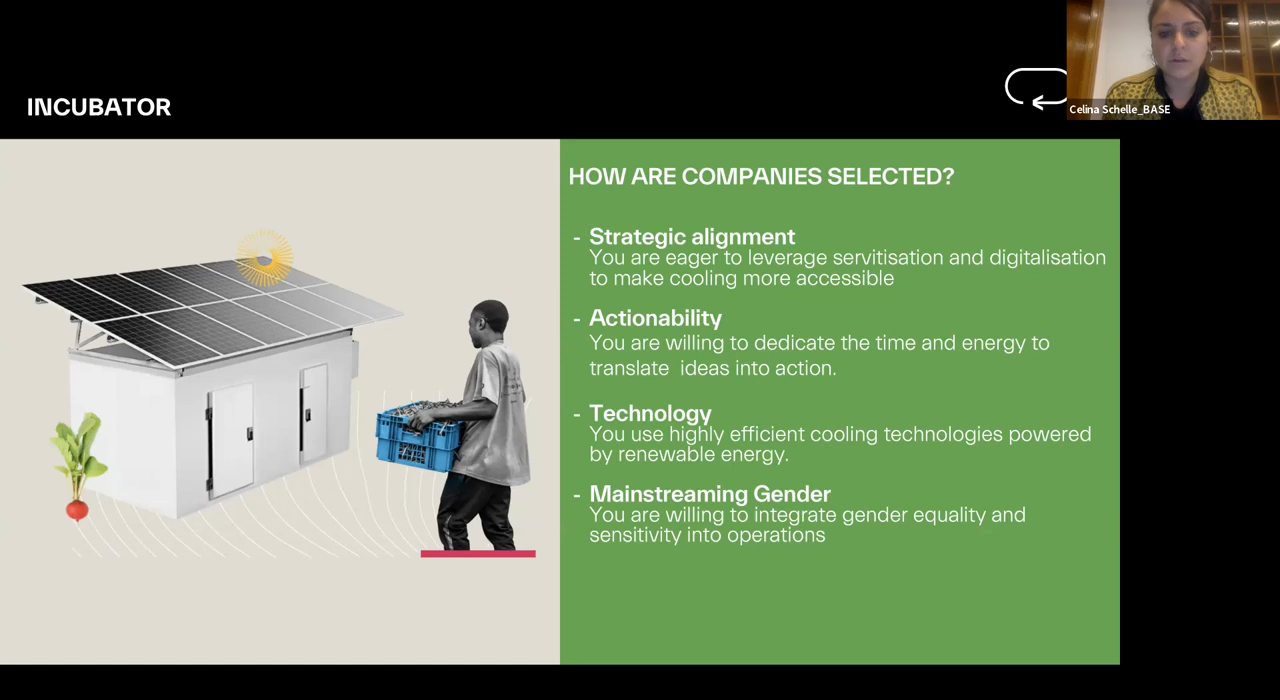 INCUBATOR
Celina Schelle_BASE
HOW ARE COMPANIES SELECTED?
- Strategic alignment
You are eager to leverage servitisation and digitalisation
to make cooling more accessible
- Actionability
You are willing to dedicate the time and energy to
translate  ideas into action.
- Technology
You use highly efficient cooling technologies powered
by renewable energy.
- Mainstreaming Gender
You are willing to integrate gender equality and
sensitivity into operations